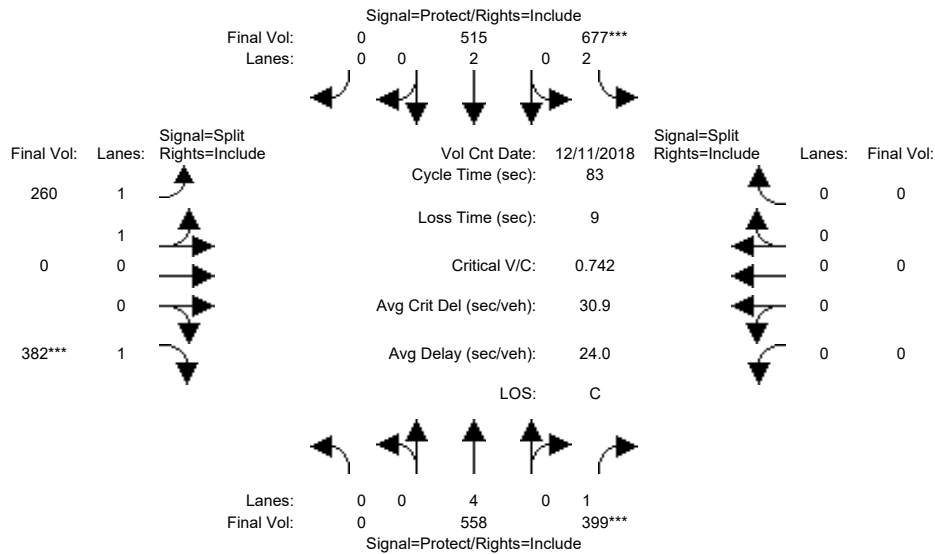 Signal=Protect/Rights=Include
Final Vol: 0 515 677***
Lanes: 0 0 2 0 2
Signal=Split
Final Vol: Lanes: Rights=Include
Vol Cnt Date: 12/11/2018
Signal=Split
Rights=Include Lanes: Final Vol:
Cycle Time (sec): 83
260 1
0 0
Loss Time (sec): 9
1
0
0 0
Critical V/C: 0.742
0 0
0
Avg Crit Del (sec/veh): 30.9
0
382*** 1
Avg Delay (sec/veh): 24.0
0 0
LOS: C
Lanes: 0 0 4 0 1
Final Vol: 0 558 399***
Signal=Protect/Rights=Include